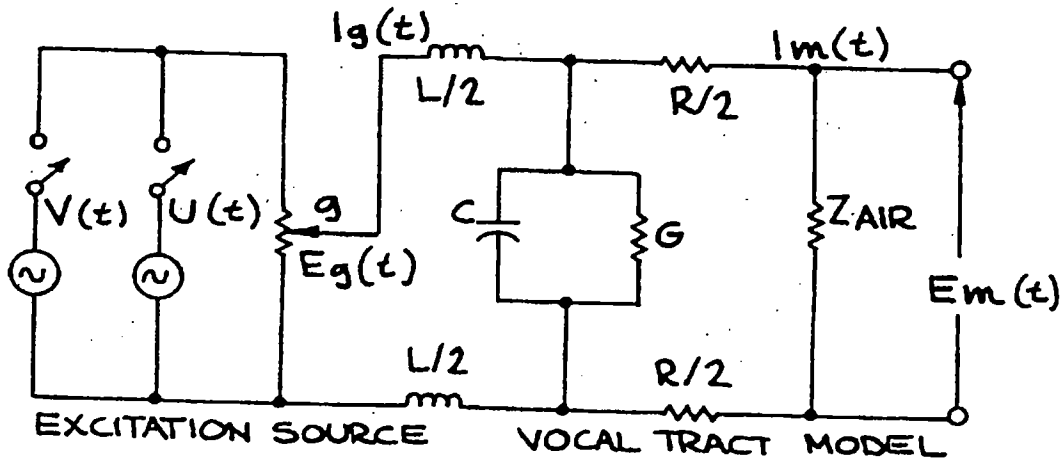 Ig(t)
L/2
R/2
Im(t)
V(t)
U(t)
g
Eg(t)
C
G
ZAIR
Em(t)
L/2
R/2
EXCITATION SOURCE
VOCAL TRACT MODEL